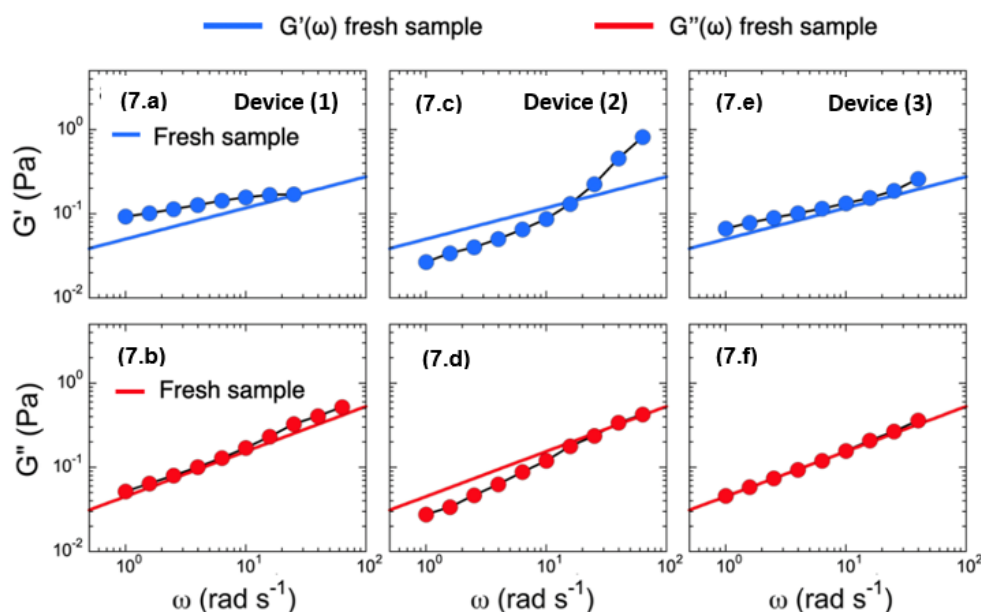 G'(ω) fresh sample G''(ω) fresh sample
(7.a) Device (1) (7.c) Device (2) (7.e) Device (3)
Fresh sample
G' (Pa)
10^0
10^-1
10^-2
(7.b) (7.d) (7.f)
Fresh sample
G" (Pa)
10^0
10^-1
10^-2
10^0 10^1 10^2 10^0 10^1 10^2 10^0 10^1 10^2
ω (rad s^-1) ω (rad s^-1) ω (rad s^-1)